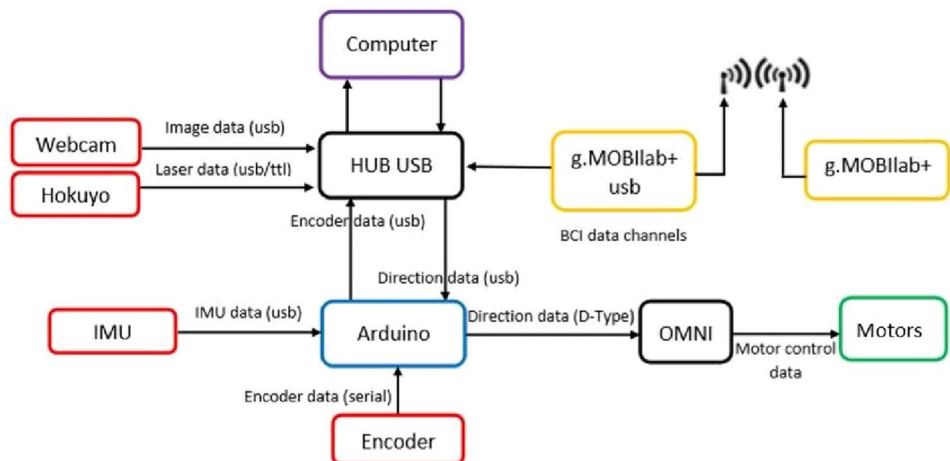 Computer
Image data (usb)
Webcam
HUB USB
g.MOBIlab+
usb
g.MOBIlab+
Laser data (usb/ttl)
Hokuyo
Encoder data (usb)
BCI data channels
Direction data (usb)
IMU
IMU data (usb)
Arduino
Direction data (D-Type)
OMNI
Motor control
data
Motors
Encoder data (serial)
Encoder